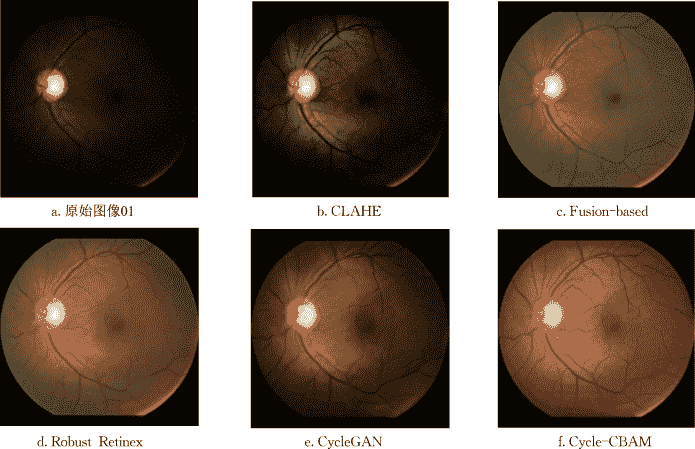 a. 原始图像01
b. CLAHE
c. Fusion-based
d. Robust Retinex
e. CycleGAN
f. Cycle-CBAM